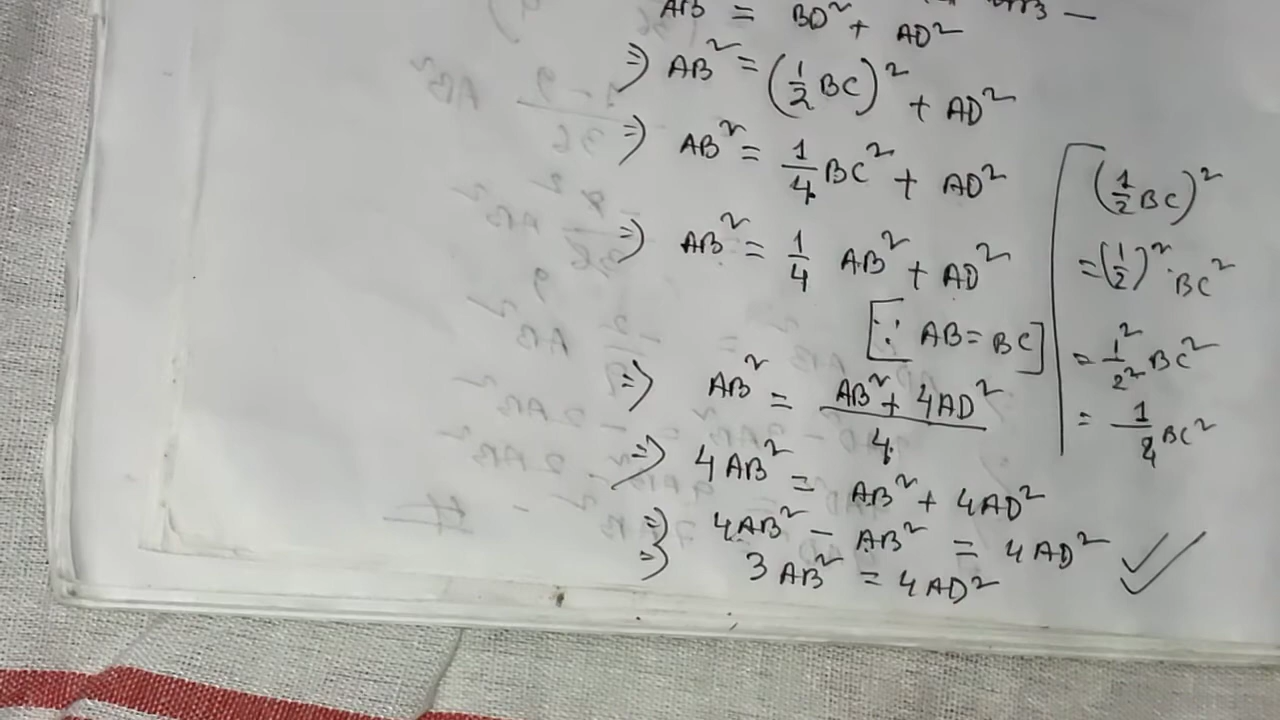 AB = BD² + AD²
⇒ AB² = (1/2 BC)² + AD²
⇒ AB² = 1/4 BC² + AD²
⇒ AB² = 1/4 AB² + AD²
[∵ AB = BC]
⇒ AB² = (AB² + 4AD²)/4
⇒ 4AB² = AB² + 4AD²
⇒ 4AB² - AB² = 4AD²
⇒ 3AB² = 4AD²
(1/2 BC)²
= (1/2)² · BC²
= 1²/2² BC²
= 1/4 BC²